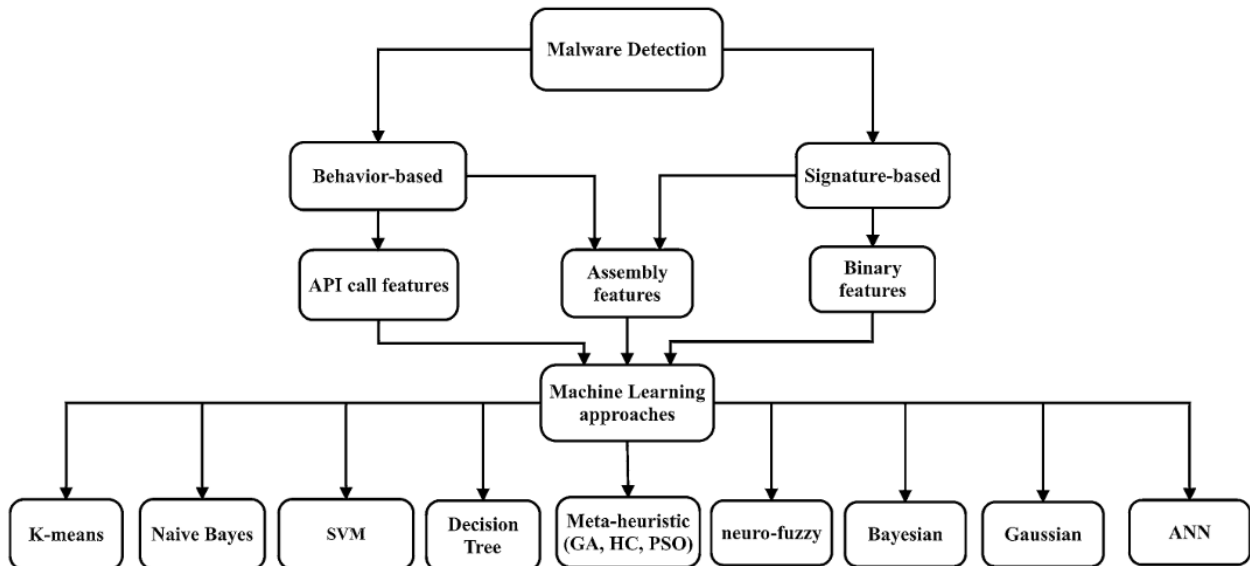 Malware Detection
Behavior-based
Signature-based
API call features
Assembly
features
Binary
features
Machine Learning
approaches
K-means
Naive Bayes
SVM
Decision
Tree
Meta-heuristic
(GA, HC, PSO)
neuro-fuzzy
Bayesian
Gaussian
ANN